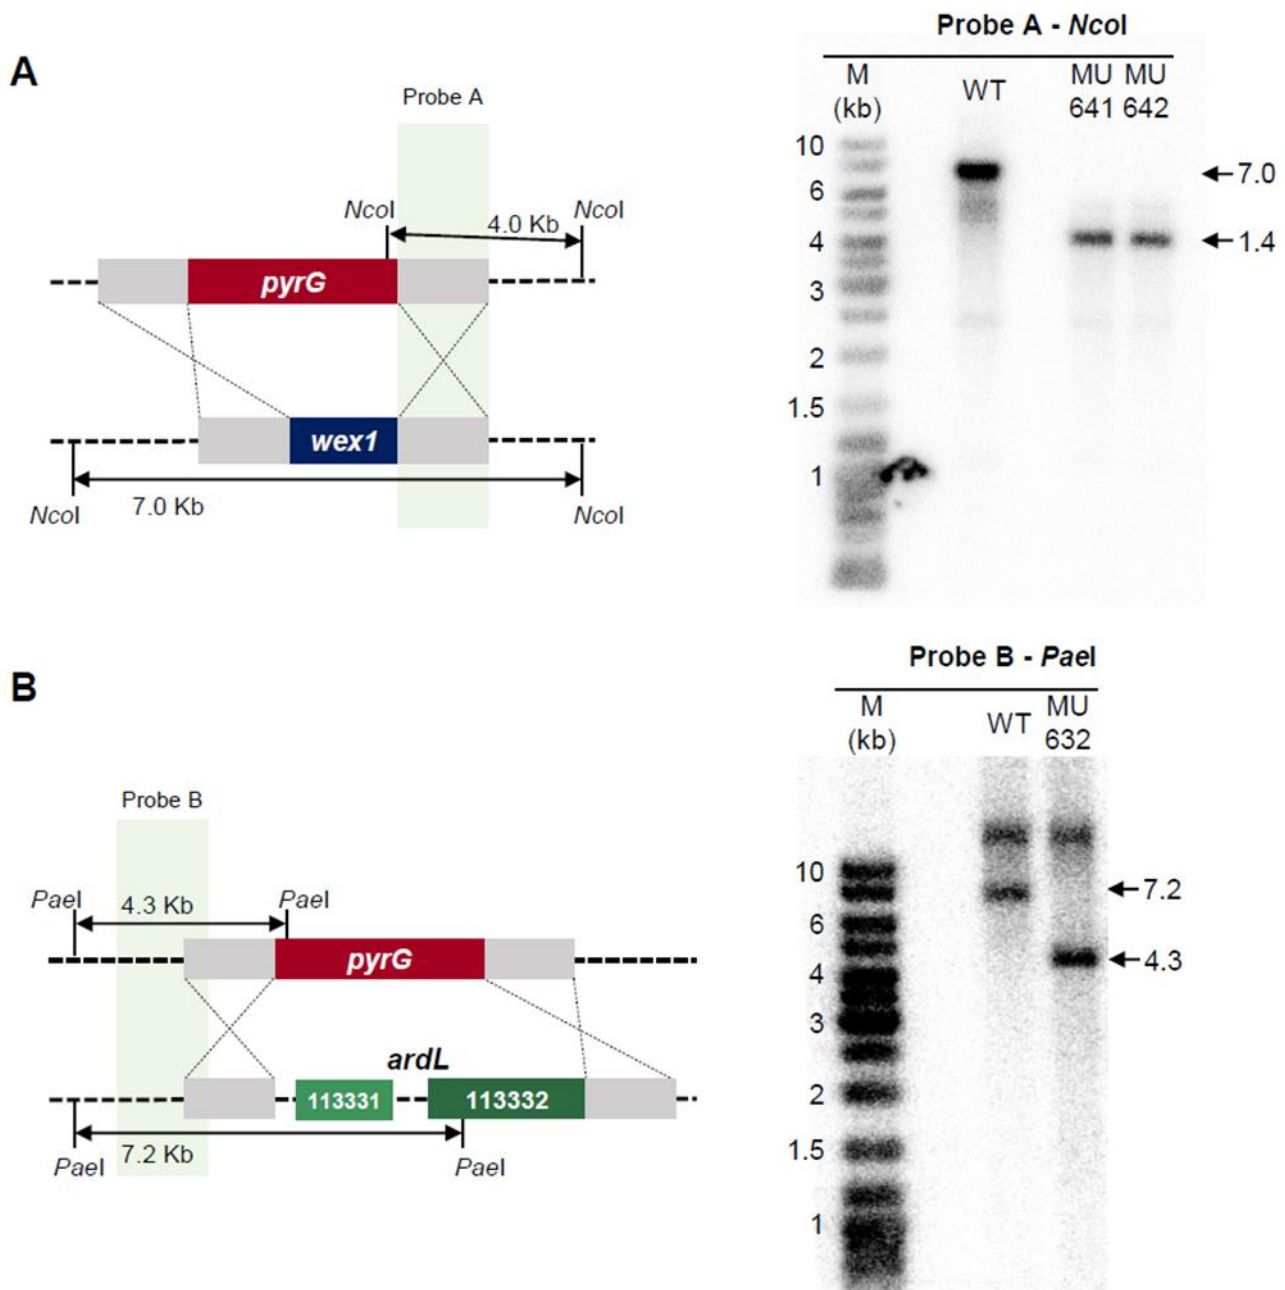 A
Probe A
NcoI
4.0 Kb
NcoI
pyrG
wex1
7.0 Kb
NcoI
NcoI
Probe A - NcoI
M
(kb)
WT
MU
641
MU
642
10
6
4
3
2
1.5
1
7.0
1.4
B
Probe B
PaeI
4.3 Kb
PaeI
pyrG
ardL
113331
113332
7.2 Kb
PaeI
PaeI
Probe B - PaeI
M
(kb)
WT
MU
632
10
6
4
3
2
1.5
1
7.2
4.3